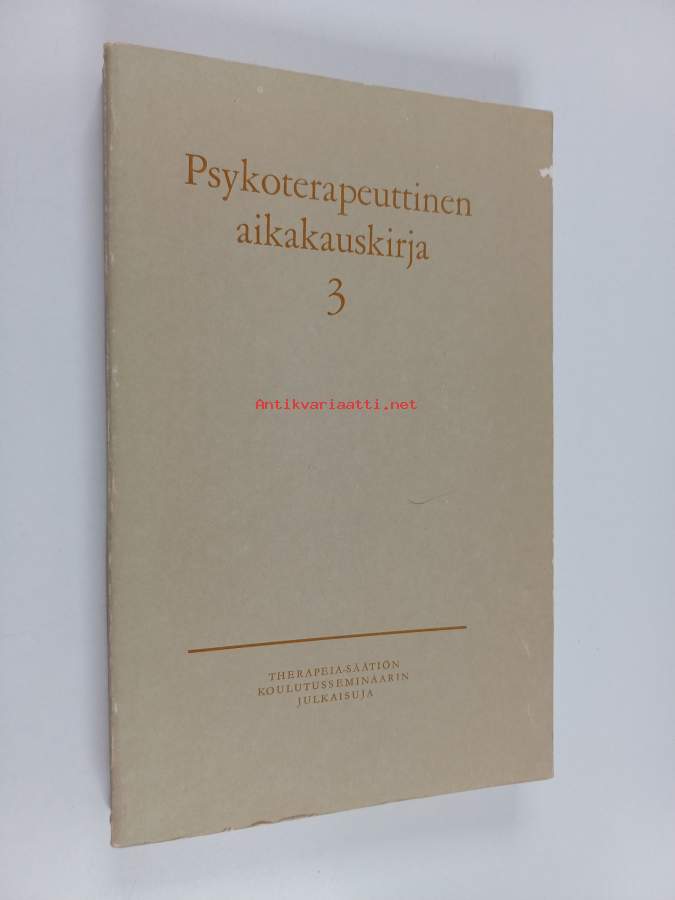 Psykoterapeuttinen
aikakauskirja
3
Antikvariaatti.net
THERAPEIA-SÄÄTIÖN
KOULUTUSSEMINAARIN
JULKAISUJA